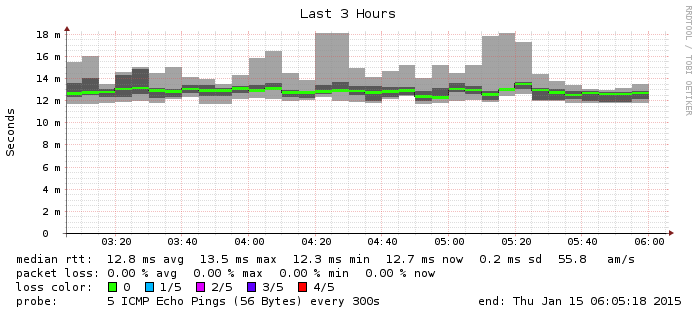 Last 3 Hours
RRDTOOL / TOBI OETIKER
Seconds
18 m
16 m
14 m
12 m
10 m
8 m
6 m
4 m
2 m
0
03:20 03:40 04:00 04:20 04:40 05:00 05:20 05:40 06:00
median rtt: 12.8 ms avg 13.5 ms max 12.3 ms min 12.7 ms now 0.2 ms sd 55.8 am/s
packet loss: 0.00 % avg 0.00 % max 0.00 % min 0.00 % now
loss color: 0 1/5 2/5 3/5 4/5
probe: 5 ICMP Echo Pings (56 Bytes) every 300s end: Thu Jan 15 06:05:18 2015